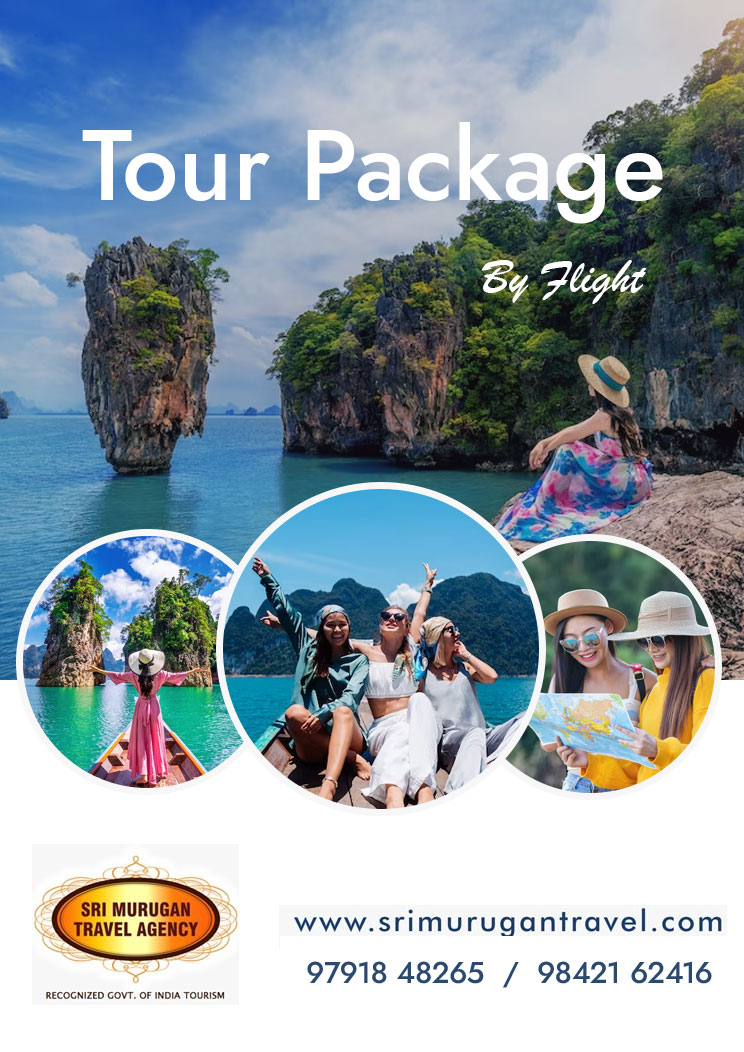 Tour Package
By Flight
SRI MURUGAN
TRAVEL AGENCY
RECOGNIZED GOVT. OF INDIA TOURISM
www.srimurugantravel.com
97918 48265 / 98421 62416